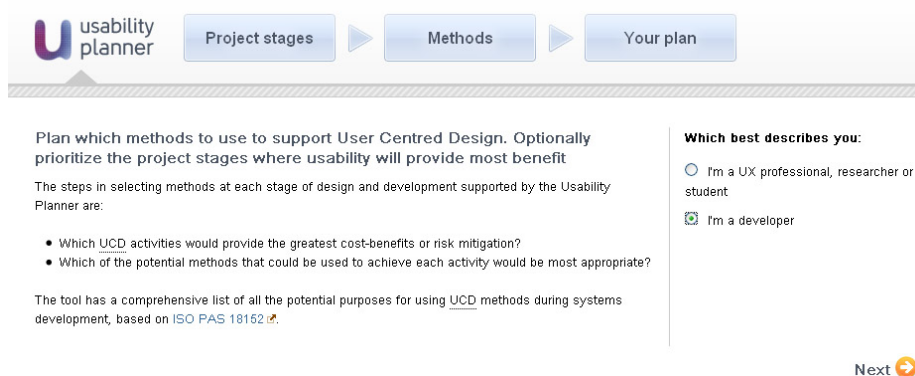 usability
planner
Project stages
Methods
Your plan
Plan which methods to use to support User Centred Design. Optionally
prioritize the project stages where usability will provide most benefit
The steps in selecting methods at each stage of design and development supported by the Usability
Planner are:
• Which UCD activities would provide the greatest cost-benefits or risk mitigation?
• Which of the potential methods that could be used to achieve each activity would be most appropriate?
The tool has a comprehensive list of all the potential purposes for using UCD methods during systems
development, based on ISO PAS 18152.
Which best describes you:
I'm a UX professional, researcher or
student
I'm a developer
Next